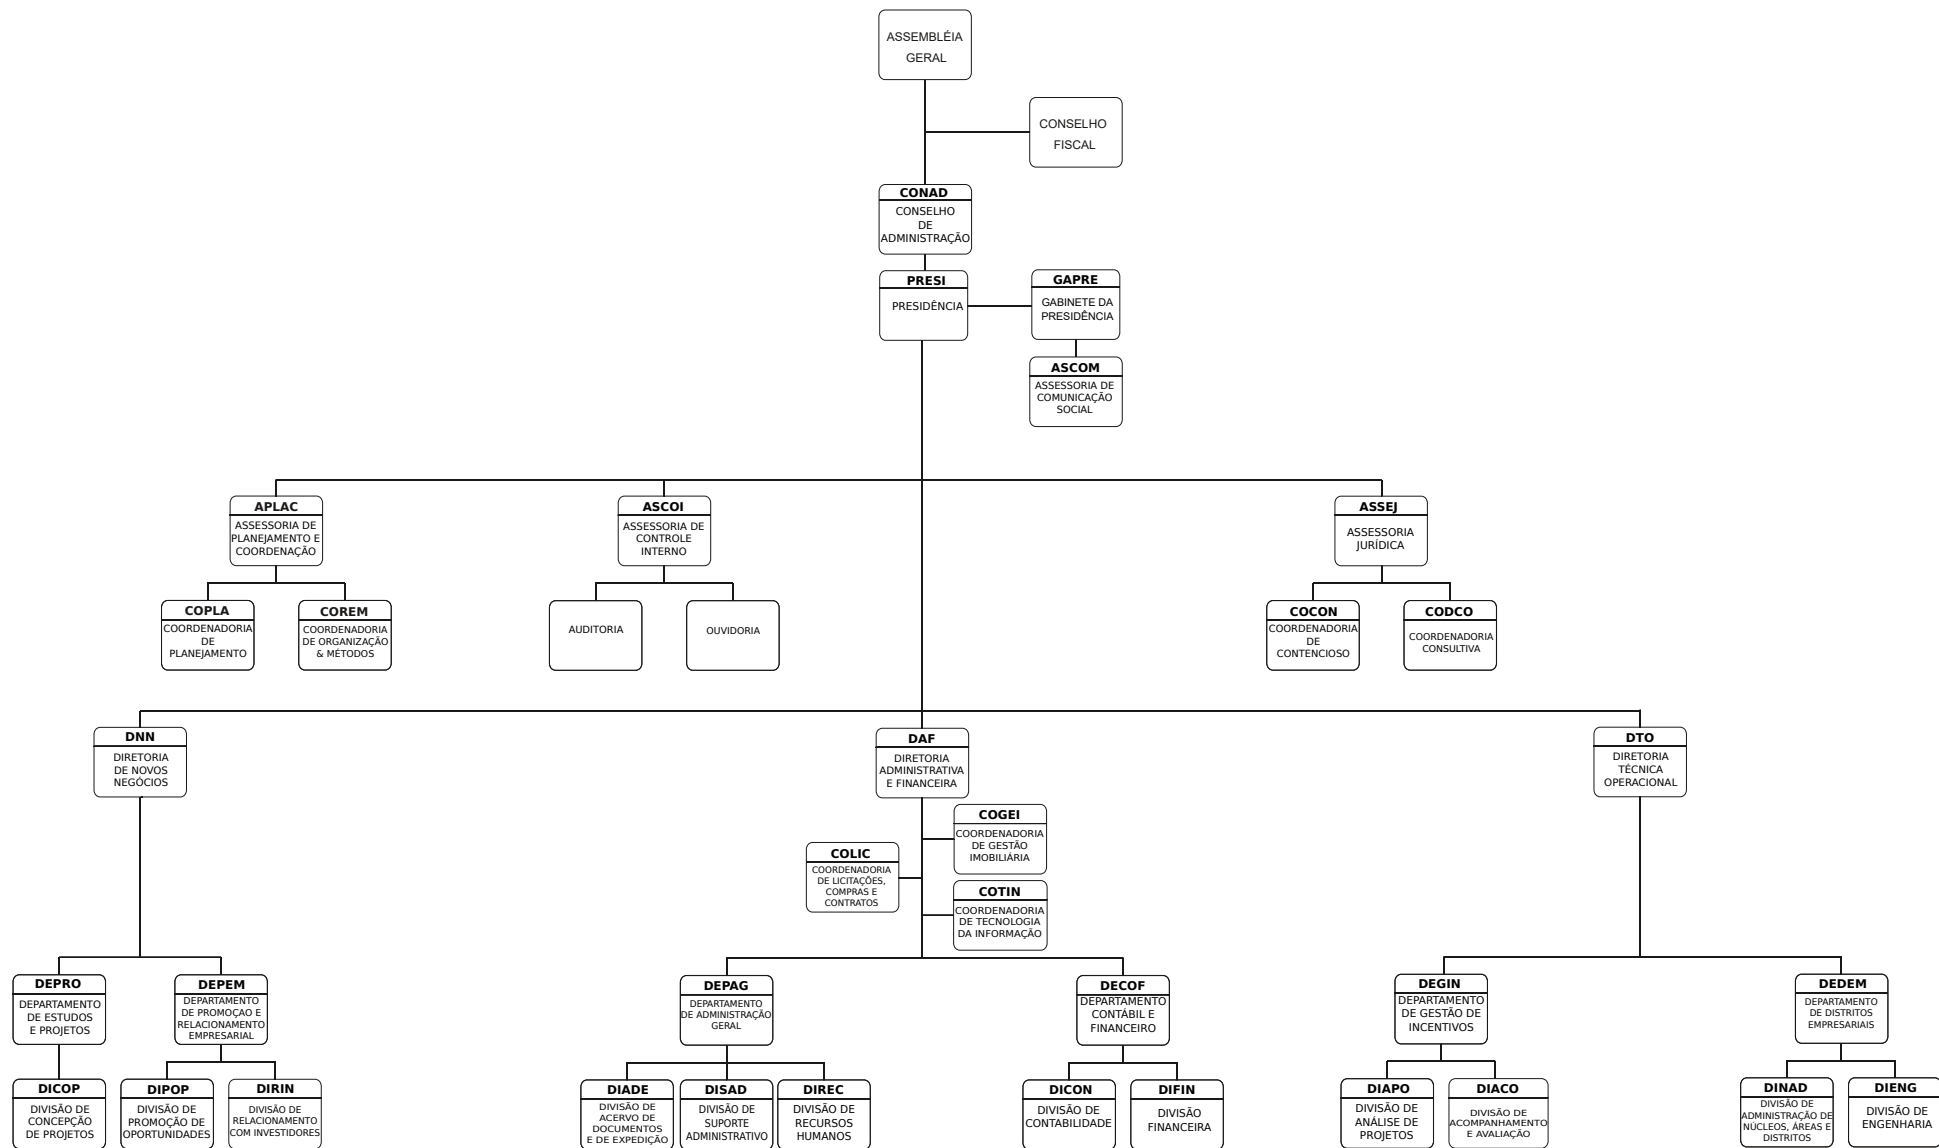 ASSEMBLÉIA
GERAL
CONSELHO
FISCAL
CONAD
CONSELHO
DE
ADMINISTRAÇÃO
PRESI
PRESIDÊNCIA
GAPRE
GABINETE DA
PRESIDÊNCIA
ASCOM
ASSESSORIA DE
COMUNICAÇÃO
SOCIAL
APLAC
ASSESSORIA DE
PLANEJAMENTO E
COORDENAÇÃO
ASCOI
ASSESSORIA DE
CONTROLE
INTERNO
ASSEJ
ASSESSORIA
JURÍDICA
COPLA
COORDENADORIA
DE
PLANEJAMENTO
COREM
COORDENADORIA
DE ORGANIZAÇÃO
& MÉTODOS
AUDITORIA
OUVIDORIA
COCON
COORDENADORIA
DE
CONTENCIOSO
CODCO
COORDENADORIA
CONSULTIVA
DNN
DIRETORIA
DE NOVOS
NEGÓCIOS
DAF
DIRETORIA
ADMINISTRATIVA
E FINANCEIRA
DTO
DIRETORIA
TÉCNICA
OPERACIONAL
COGEI
COORDENADORIA
DE GESTÃO
IMOBILIÁRIA
COLIC
COORDENADORIA
DE LICITAÇÕES,
COMPRAS E
CONTRATOS
COTIN
COORDENADORIA
DE TECNOLOGIA
DA INFORMAÇÃO
DEPRO
DEPARTAMENTO
DE ESTUDOS
E PROJETOS
DEPEM
DEPARTAMENTO
DE PROMOÇAO E
RELACIONAMENTO
EMPRESARIAL
DEPAG
DEPARTAMENTO
DE ADMINISTRAÇÃO
GERAL
DECOF
DEPARTAMENTO
CONTÁBIL E
FINANCEIRO
DEGIN
DEPARTAMENTO
DE GESTÃO DE
INCENTIVOS
DEDEM
DEPARTAMENTO
DE DISTRITOS
EMPRESARIAIS
DICOP
DIVISÃO DE
CONCEPÇÃO
DE PROJETOS
DIPOP
DIVISÃO DE
PROMOÇÃO DE
OPORTUNIDADES
DIRIN
DIVISÃO DE
RELACIONAMENTO
COM INVESTIDORES
DIADE
DIVISÃO DE
ACERVO DE
DOCUMENTOS
E DE EXPEDIÇÃO
DISAD
DIVISÃO DE
SUPORTE
ADMINISTRATIVO
DIREC
DIVISÃO DE
RECURSOS
HUMANOS
DICON
DIVISÃO DE
CONTABILIDADE
DIFIN
DIVISÃO
FINANCEIRA
DIAPO
DIVISÃO DE
ANÁLISE DE
PROJETOS
DIACO
DIVISÃO DE
ACOMPANHAMENTO
E AVALIAÇÃO
DINAD
DIVISÃO DE
ADMINISTRAÇÃO DE
NÚCLEOS, ÁREAS E
DISTRITOS
DIENG
DIVISÃO DE
ENGENHARIA